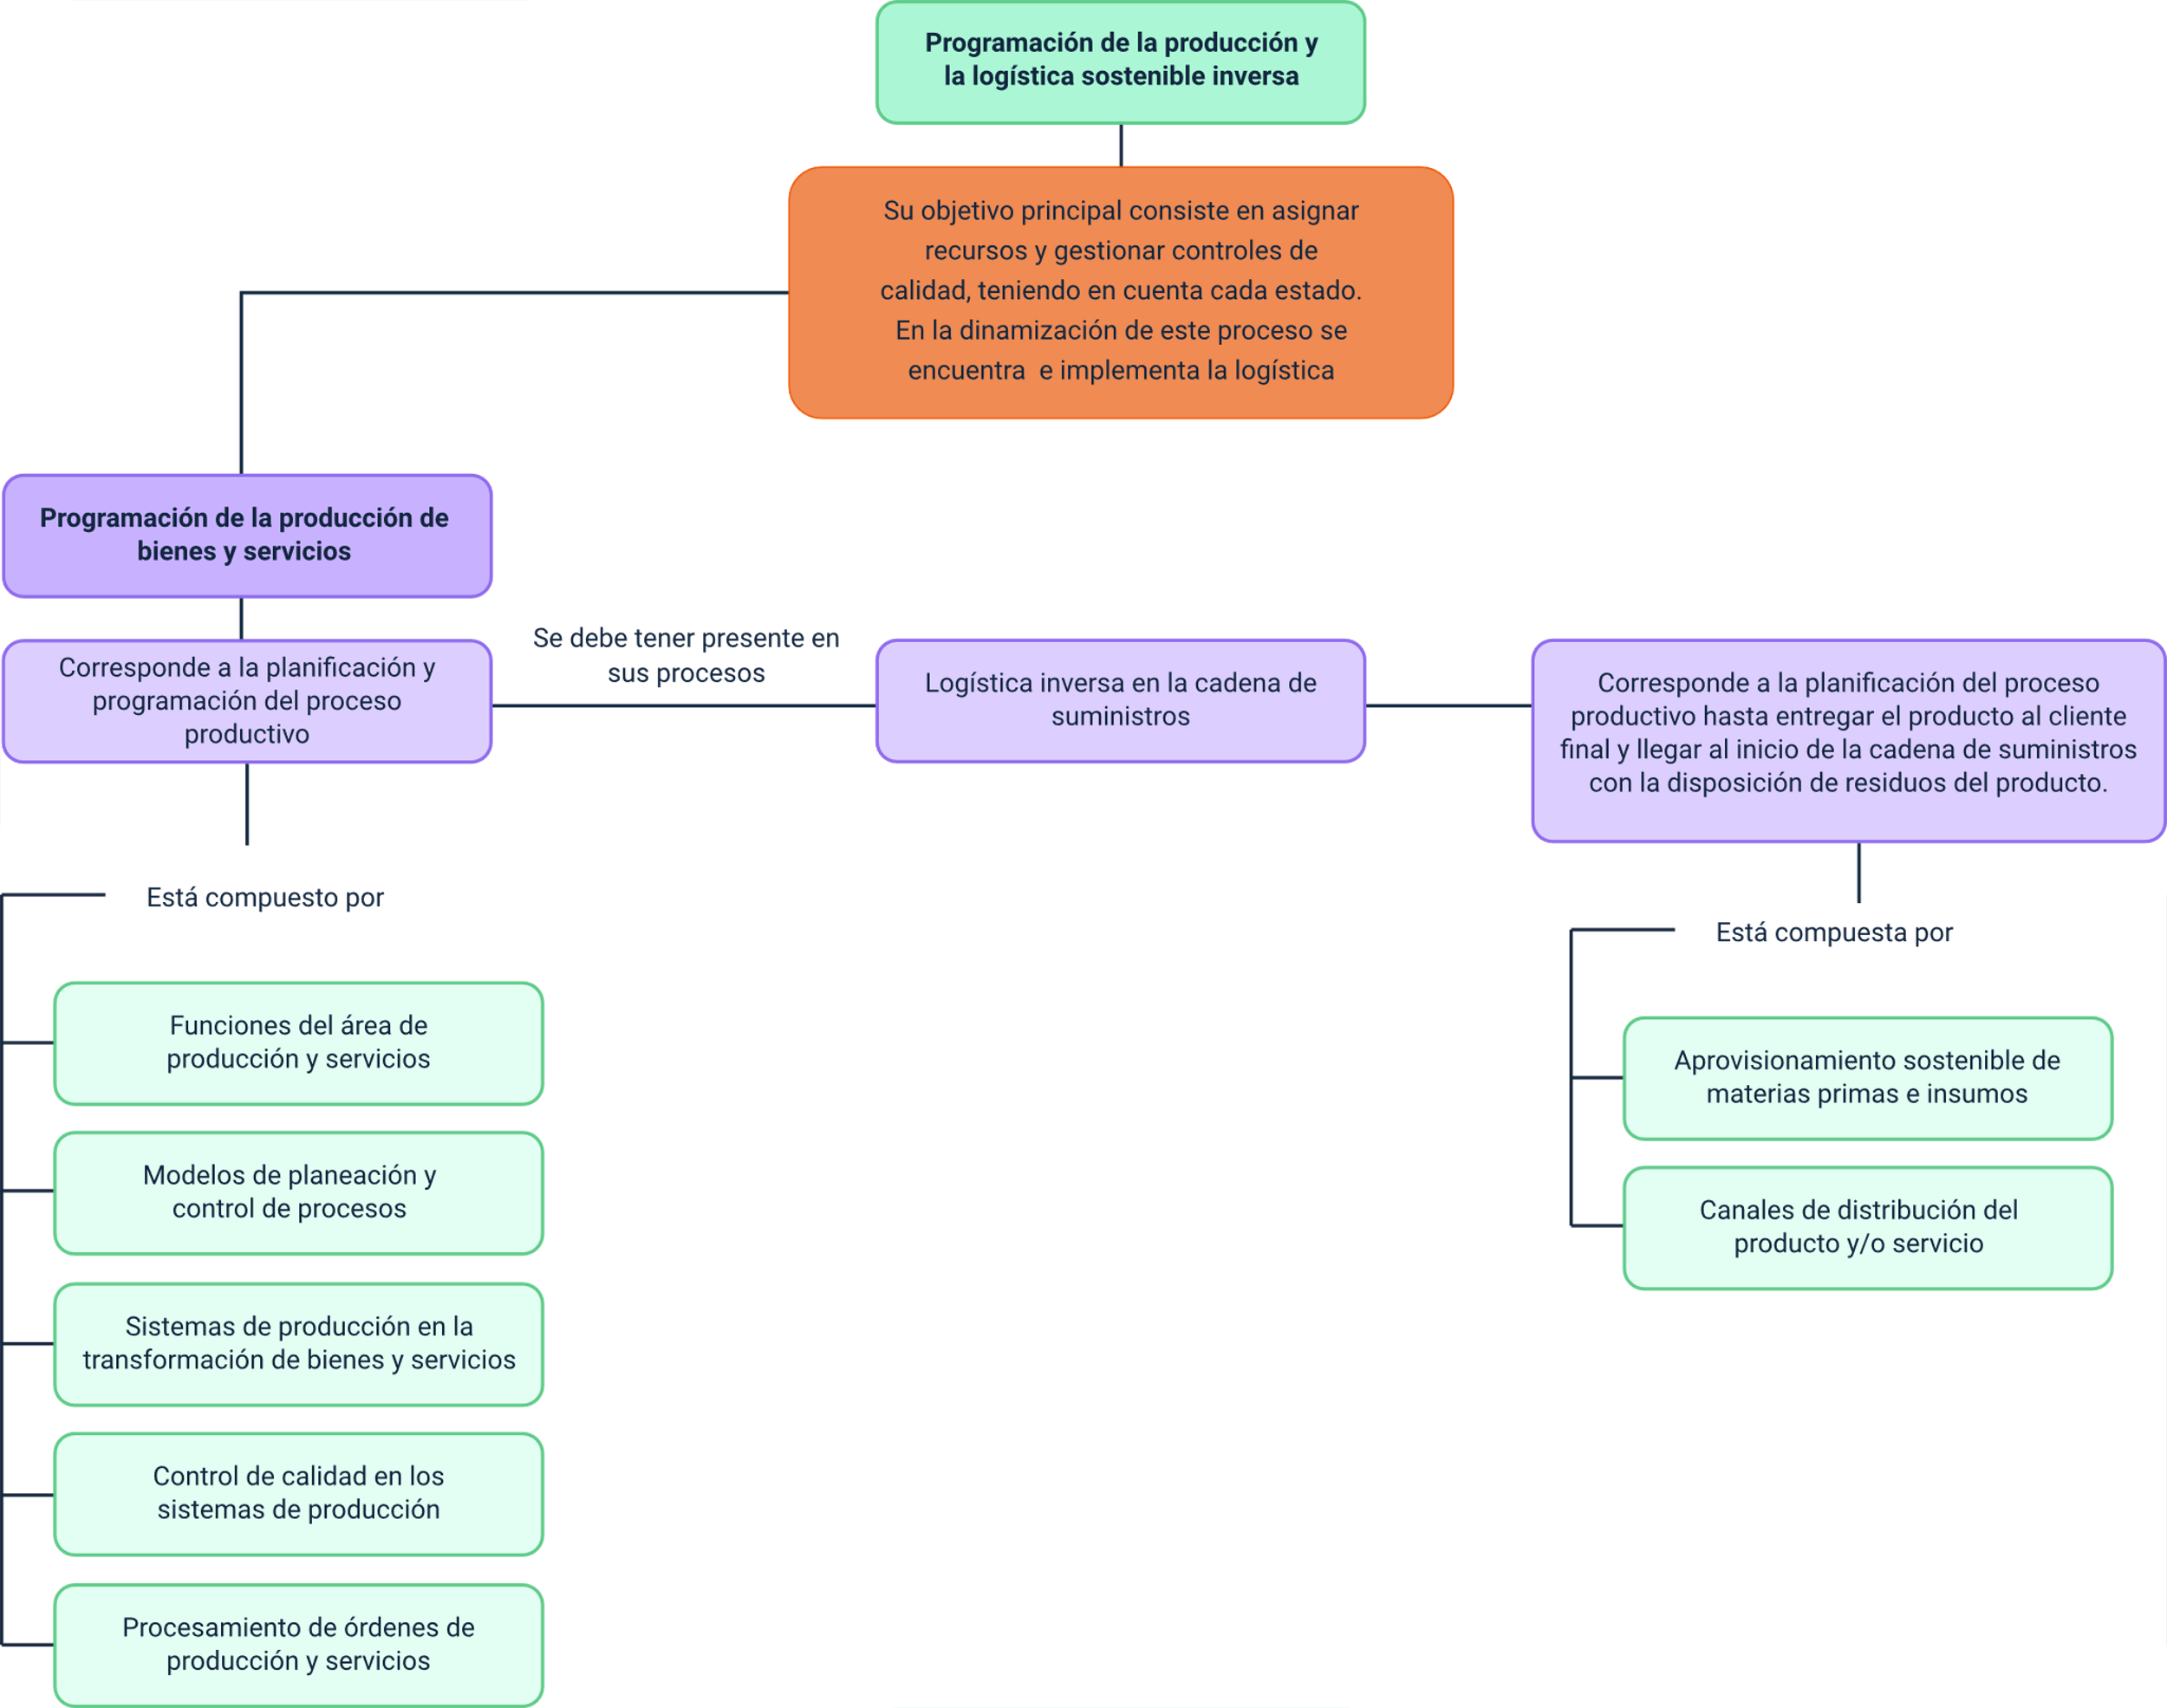 Programación de la producción y
la logística sostenible inversa
Su objetivo principal consiste en asignar
recursos y gestionar controles de
calidad, teniendo en cuenta cada estado.
En la dinamización de este proceso se
encuentra  e implementa la logística
Programación de la producción de
bienes y servicios
Corresponde a la planificación y
programación del proceso
productivo
Se debe tener presente en
sus procesos
Logística inversa en la cadena de
suministros
Corresponde a la planificación del proceso
productivo hasta entregar el producto al cliente
final y llegar al inicio de la cadena de suministros
con la disposición de residuos del producto.
Está compuesto por
Funciones del área de
producción y servicios
Modelos de planeación y
control de procesos
Sistemas de producción en la
transformación de bienes y servicios
Control de calidad en los
sistemas de producción
Procesamiento de órdenes de
producción y servicios
Está compuesta por
Aprovisionamiento sostenible de
materias primas e insumos
Canales de distribución del
producto y/o servicio